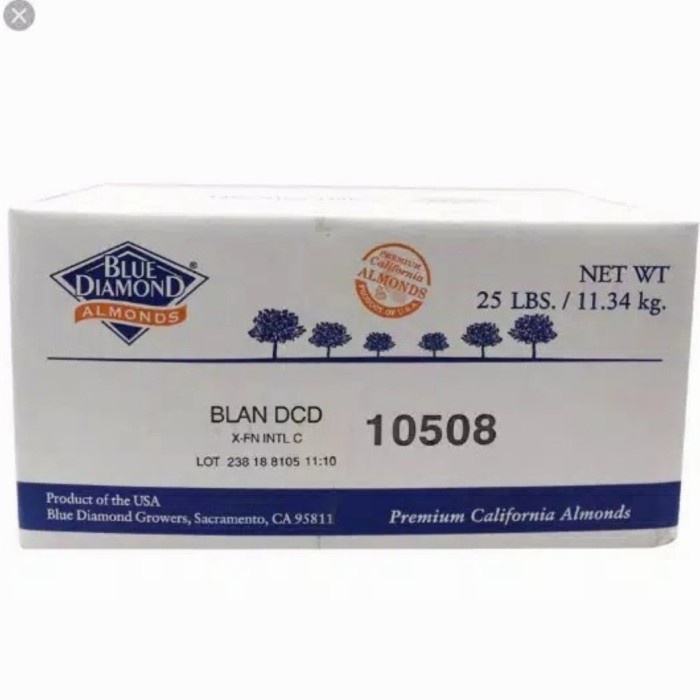 BLUE
DIAMOND®
ALMONDS
PREMIUM
California
ALMONDS
PRODUCT OF U.S.A.
NET WT
25 LBS. / 11.34 kg.
BLAN DCD
X-FN INTL C
LOT 238 18 8105 11:10
10508
Product of the USA
Blue Diamond Growers, Sacramento, CA 95811
Premium California Almonds